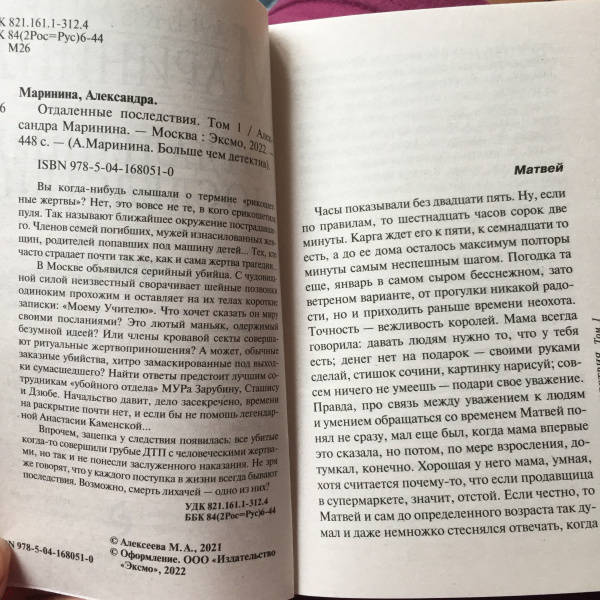 К 821.161.1-312.4
К 84(2Рос=Рус)6-44
М26
Маринина, Александра.
6
Отдаленные последствия. Том 1 / Алек-
сандра Маринина. — Москва : Эксмо, 2022. —
448 с. — (А.Маринина. Больше чем детектив).
ISBN 978-5-04-168051-0
Вы когда-нибудь слышали о термине «рикошет-
ные жертвы»? Нет, это вовсе не те, в кого срикошетила
пуля. Так называют ближайшее окружение пострадавш
го. Членов семей погибших, мужей изнасилованных жен-
щин, родителей попавших под машину детей... Тех, кто
часто страдает почти так же, как и сама жертва трагедии...
В Москве объявился серийный убийца. С чудовищ-
ной силой неизвестный сворачивает шейные позвонки
одиноким прохожим и оставляет на их телах короткие
записки: «Моему Учителю». Что хочет сказать он миру
своими посланиями? Это лютый маньяк, одержимый
безумной идеей? Или члены кровавой секты соверша-
ют ритуальные жертвоприношения? А может, обычные
заказные убийства, хитро замаскированные под выход-
ки сумасшедшего? Найти ответы предстоит лучшим со-
трудникам «убойного отдела» МУРа Зарубину, Сташису
и Дзюбе. Начальство давит, дело засекречено, времени
на раскрытие почти нет, и если бы не помощь легендар-
ной Анастасии Каменской...
Впрочем, зацепка у следствия появилась: все убитые
когда-то совершили грубые ДТП с человеческими жертва-
ми, но так и не понесли заслуженного наказания. Не зря
же говорят, что у каждого поступка в жизни всегда бывают
последствия. Возможно, смерть лихачей — одно из них?
УДК 821.161.1-312.4
ББК 84(2Рос=Рус)6-44
© Алексеева М.А., 2021
© Оформление. ООО «Издательство
«Эксмо», 2022
N 978-5-04-168051-0
Матвей
Часы показывали без двадцати пять. Ну, если
по правилам, то шестнадцать часов сорок две
минуты. Карга ждет его к пяти, к семнадцати то
есть, а до ее дома осталось максимум полторы
минуты самым неспешным шагом. Погодка та
еще, январь в самом сыром бесснежном, зато
ветреном варианте, от прогулки никакой радо-
сти, но и приходить раньше времени неохота.
Точность — вежливость королей. Мама всегда
говорила: давать людям нужно то, что у тебя
есть; денег нет на подарок — своими руками
сделай, стишок сочини, картинку нарисуй; сов-
сем ничего не умеешь — подари свое уважение.
Правда, про связь между уважением к людям
и умением обращаться со временем Матвей по-
нял не сразу, мал еще был, когда мама впервые
это сказала, но потом, по мере взросления, до-
тумкал, конечно. Хорошая у него мама, умная,
хотя считается почему-то, что если продавщица
в супермаркете, значит, отстой. Если честно, то
Матвей и сам до определенного возраста так ду-
мал и даже немножко стеснялся отвечать, когда
Том 1